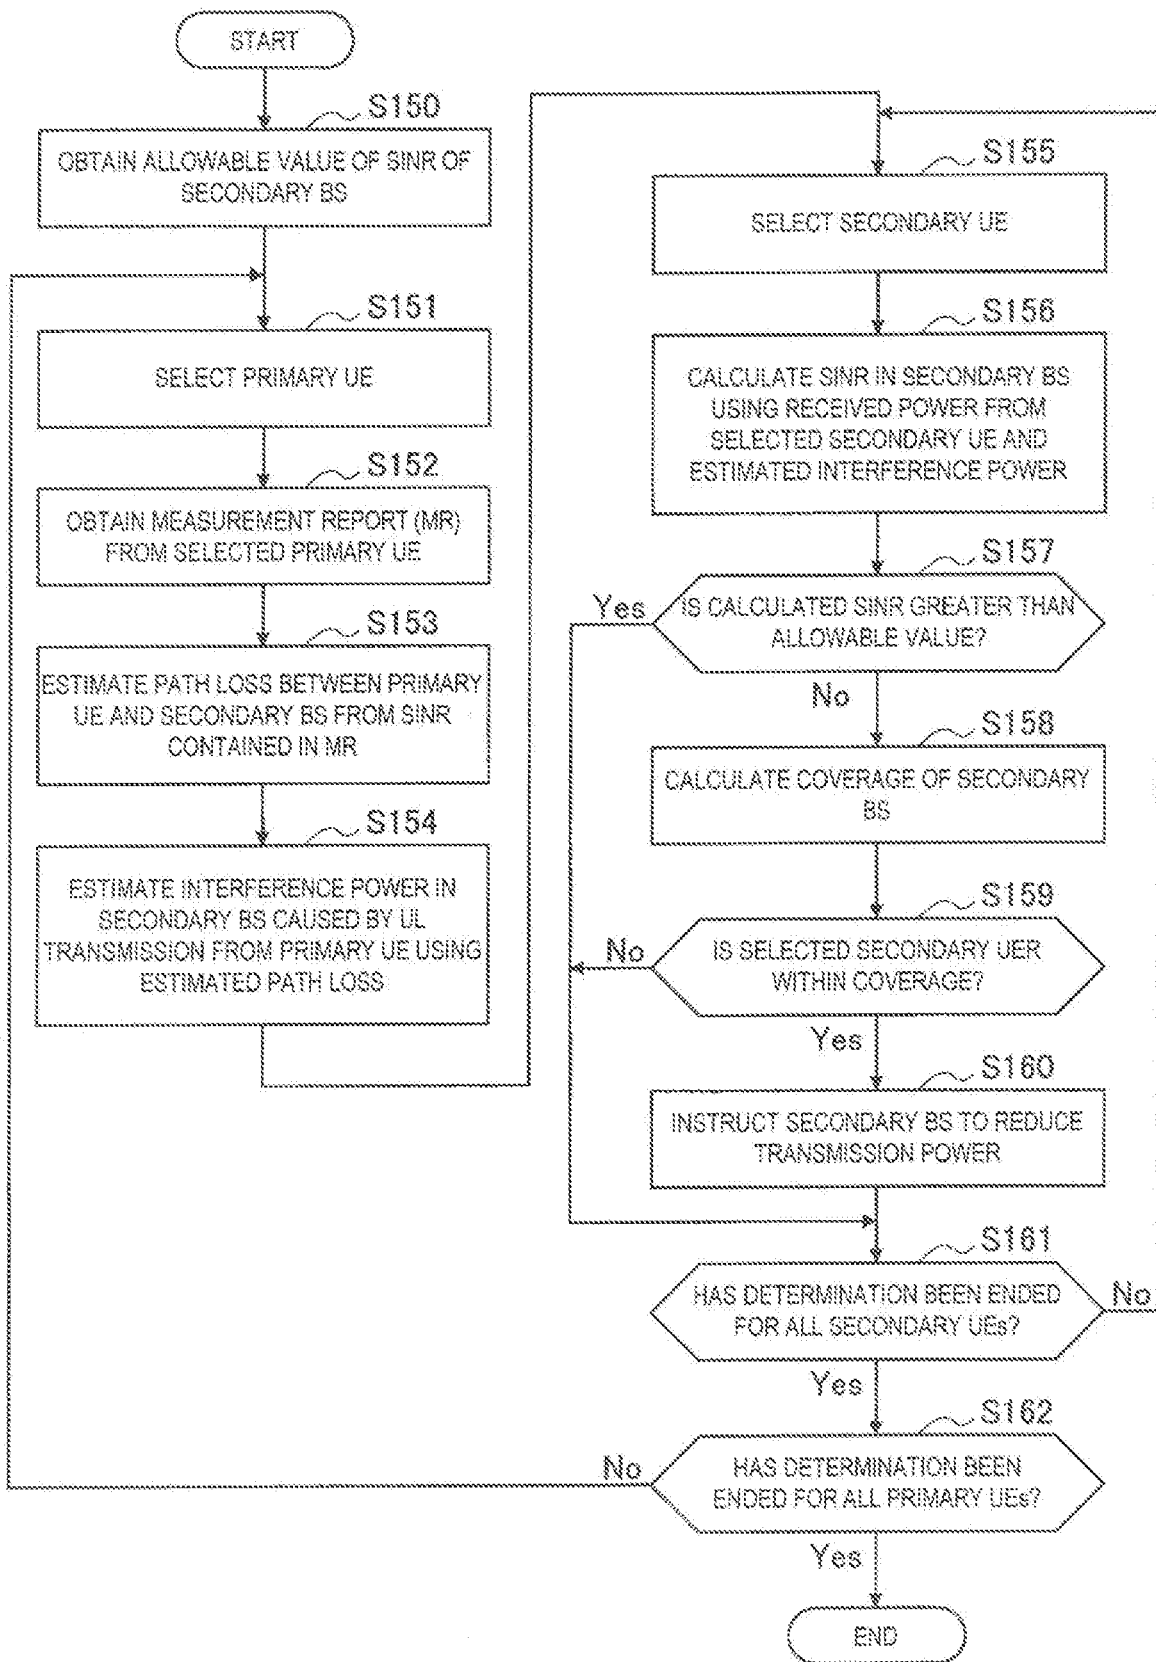 START
S150
OBTAIN ALLOWABLE VALUE OF SINR OF
SECONDARY BS
S151
SELECT PRIMARY UE
S152
OBTAIN MEASUREMENT REPORT (MR)
FROM SELECTED PRIMARY UE
S153
ESTIMATE PATH LOSS BETWEEN PRIMARY
UE AND SECONDARY BS FROM SINR
CONTAINED IN MR
S154
ESTIMATE INTERFERENCE POWER IN
SECONDARY BS CAUSED BY UL
TRANSMISSION FROM PRIMARY UE USING
ESTIMATED PATH LOSS
S155
SELECT SECONDARY UE
S156
CALCULATE SINR IN SECONDARY BS
USING RECEIVED POWER FROM
SELECTED SECONDARY UE AND
ESTIMATED INTERFERENCE POWER
S157
Yes
IS CALCULATED SINR GREATER THAN
ALLOWABLE VALUE?
No
S158
CALCULATE COVERAGE OF SECONDARY
BS
S159
No
IS SELECTED SECONDARY UER
WITHIN COVERAGE?
Yes
S160
INSTRUCT SECONDARY BS TO REDUCE
TRANSMISSION POWER
S161
HAS DETERMINATION BEEN ENDED
FOR ALL SECONDARY UEs?
No
Yes
S162
No
HAS DETERMINATION BEEN
ENDED FOR ALL PRIMARY UEs?
Yes
END